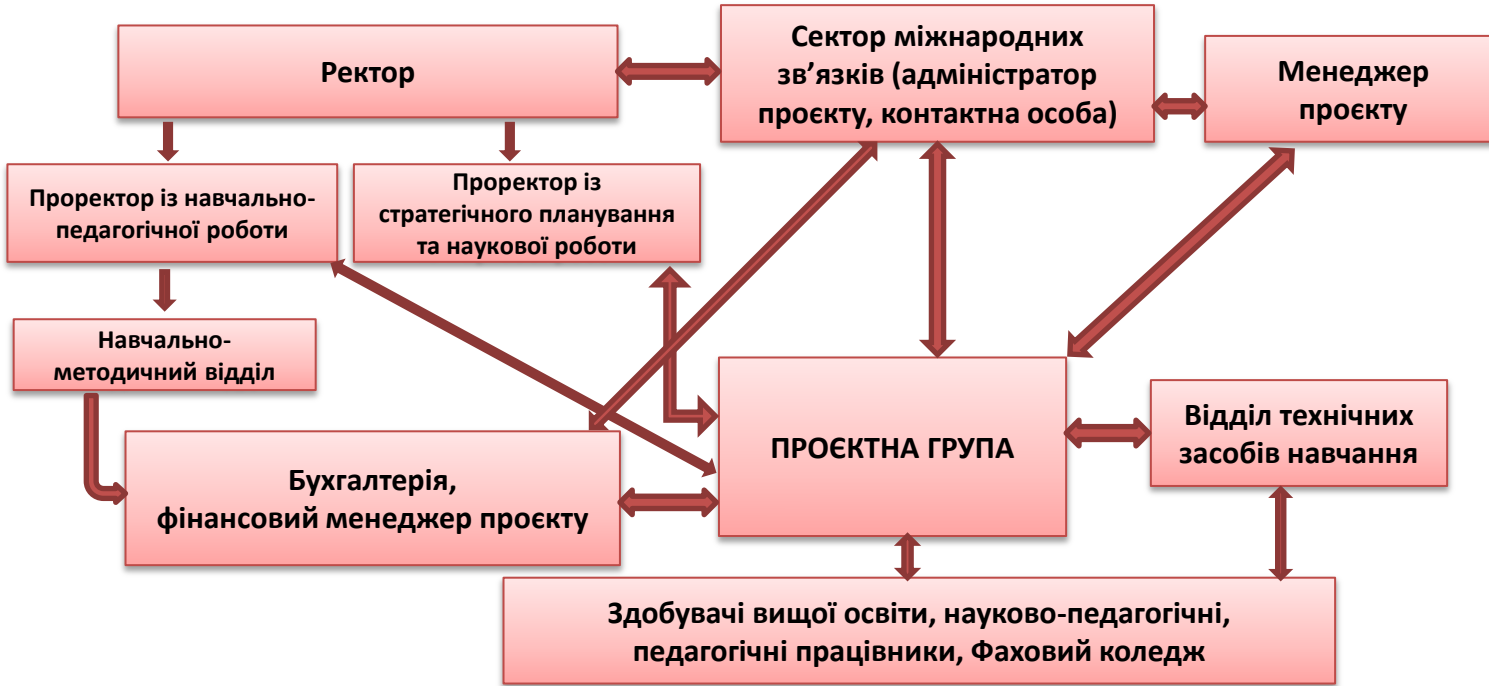 Ректор
Сектор міжнародних
зв’язків (адміністратор
проєкту, контактна особа)
Менеджер
проєкту
Проректор із навчально-
педагогічної роботи
Проректор із
стратегічного планування
та наукової роботи
Навчально-
методичний відділ
Бухгалтерія,
фінансовий менеджер проєкту
ПРОЄКТНА ГРУПА
Відділ технічних
засобів навчання
Здобувачі вищої освіти, науково-педагогічні,
педагогічні працівники, Фаховий коледж